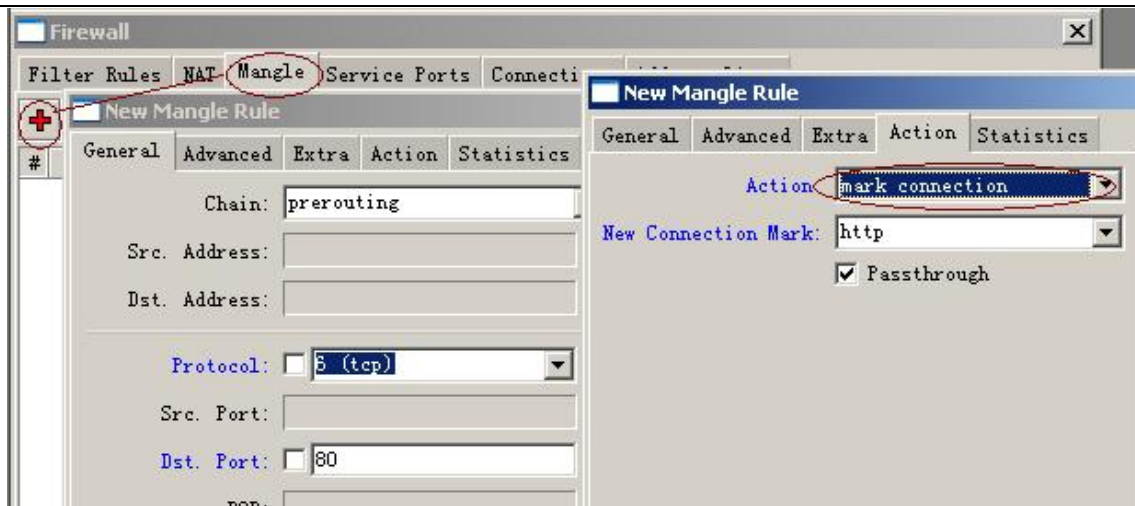 Firewall
Filter Rules NAT Mangle Service Ports Connecti
#
New Mangle Rule
General Advanced Extra Action Statistics
Chain: prerouting
Src. Address:
Dst. Address:
Protocol: 6 (tcp)
Src. Port:
Dst. Port: 80
New Mangle Rule
General Advanced Extra Action Statistics
Action mark connection
New Connection Mark: http
Passthrough